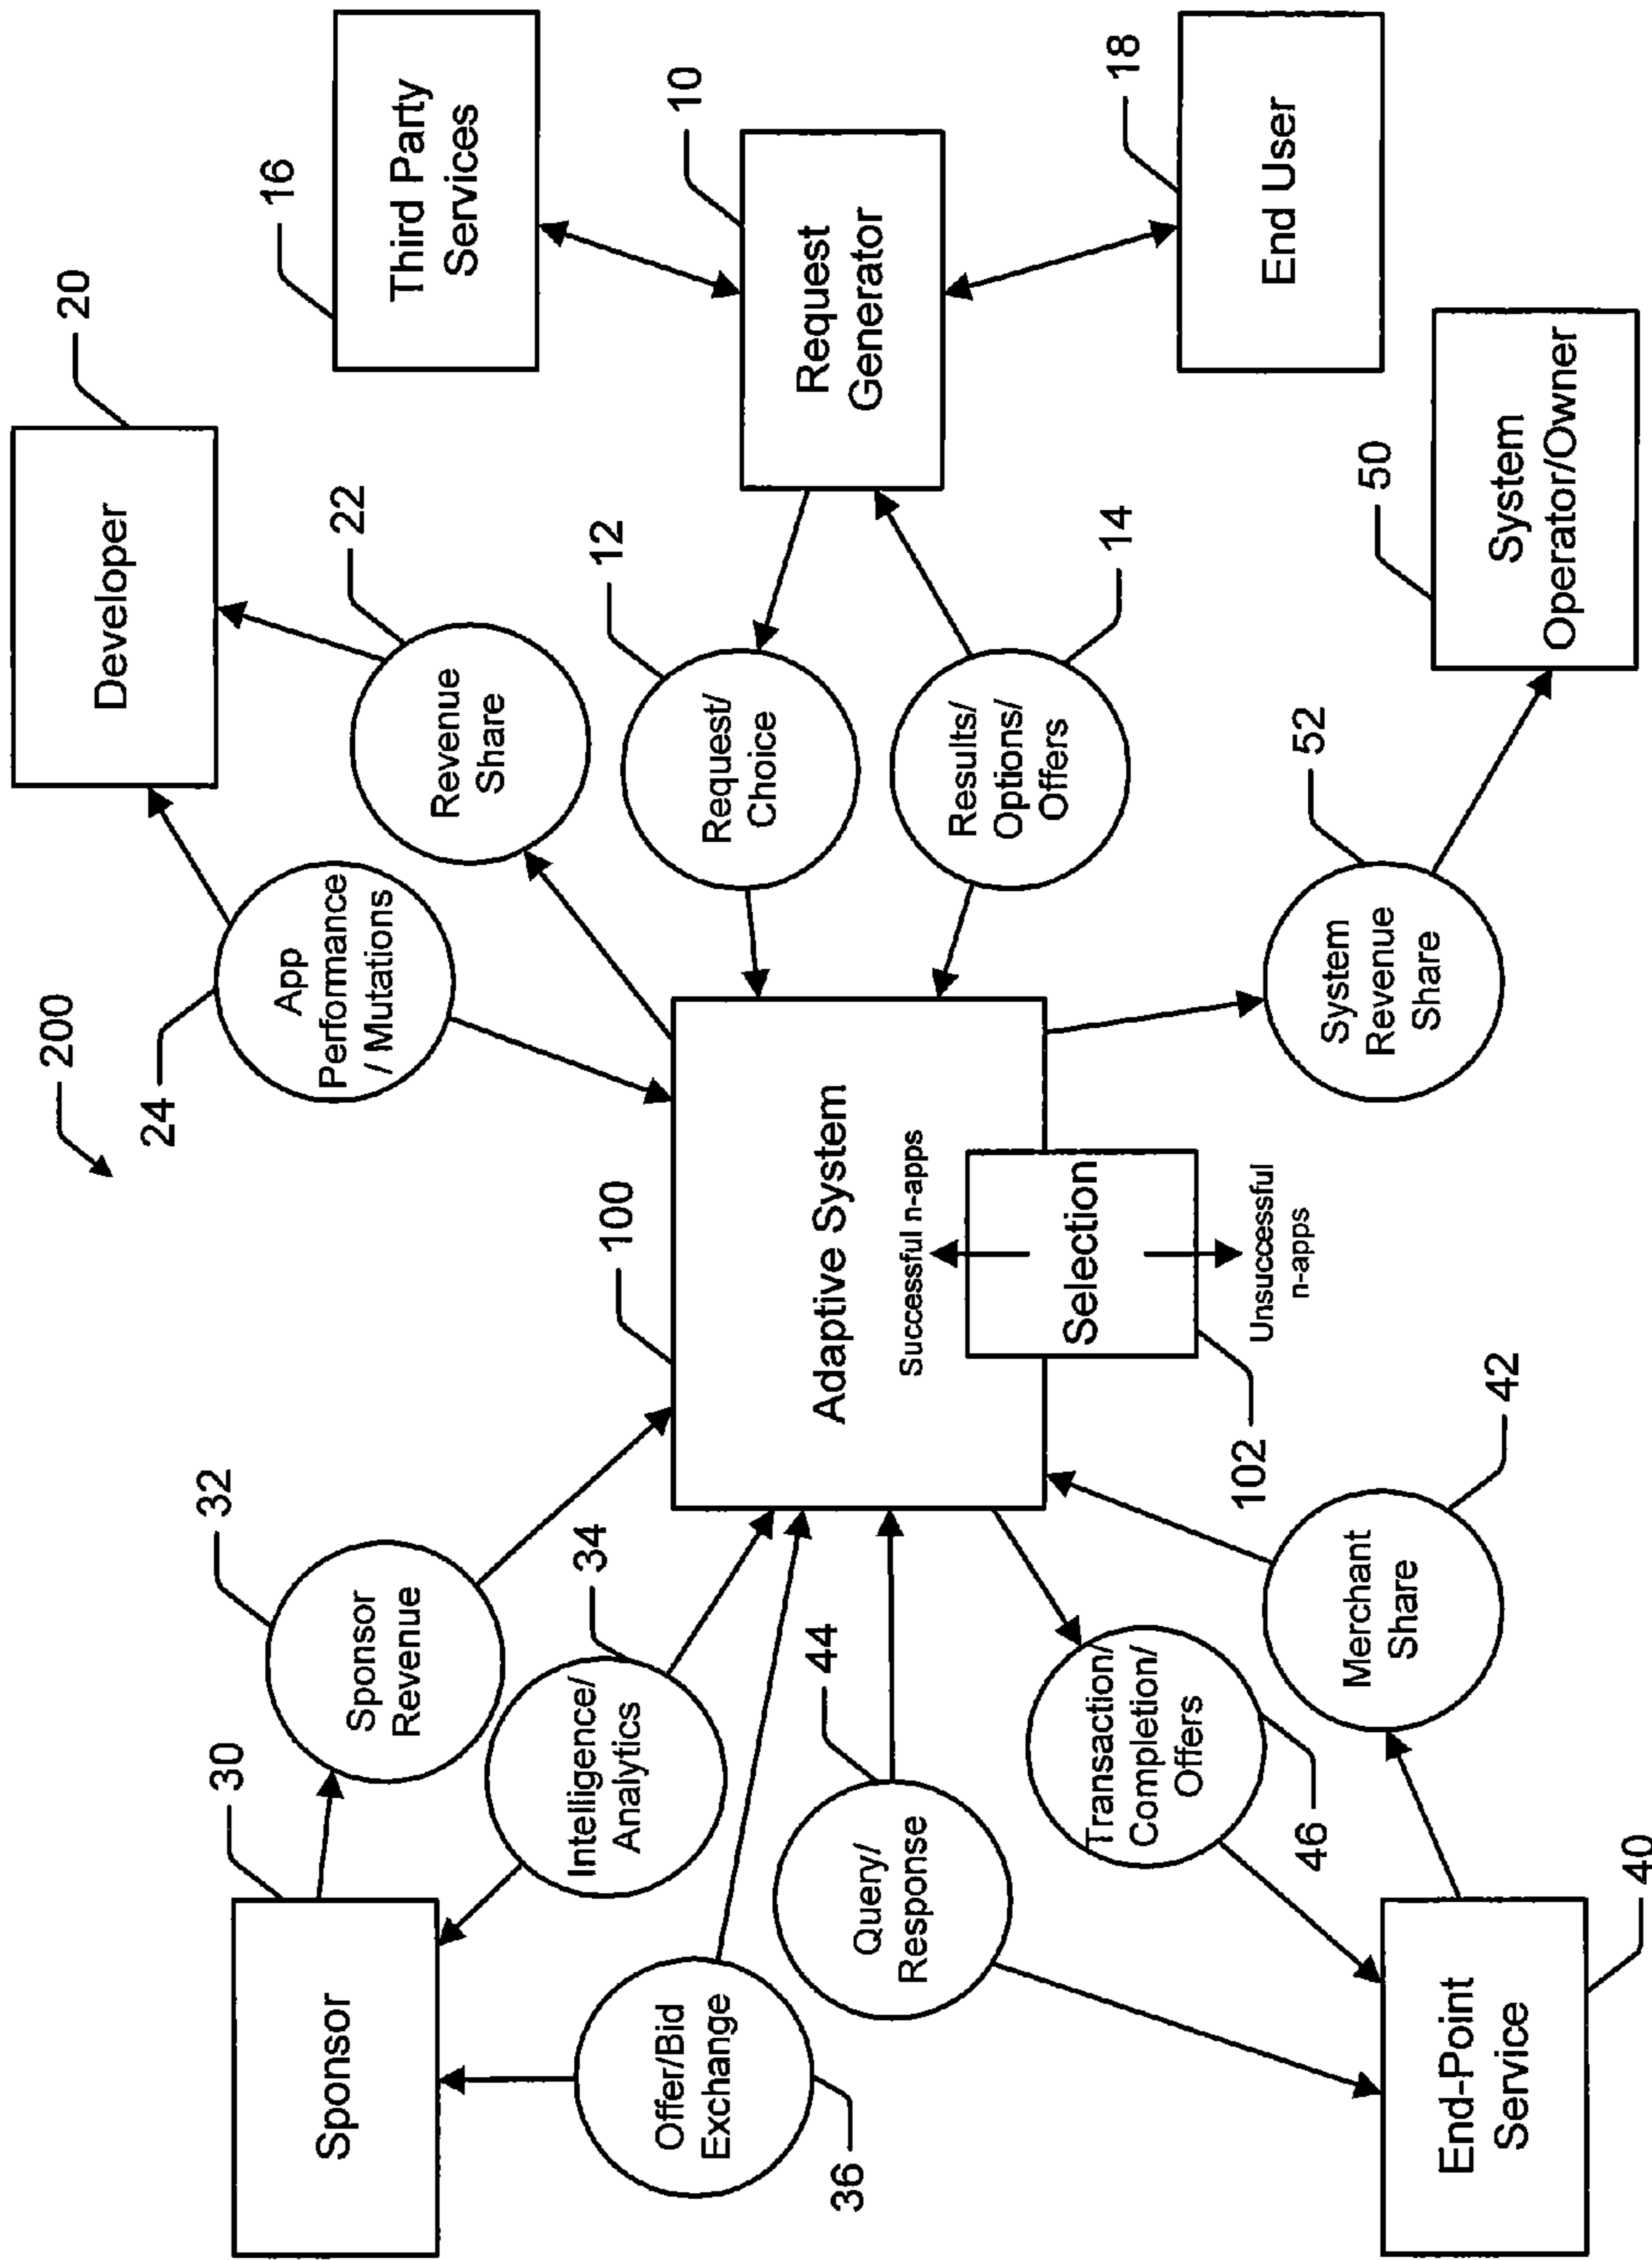 200
Sponsor
30
Sponsor
Revenue
32
Intelligence/
Analytics
34
Offer/Bid
Exchange
36
Query/
Response
44
Transaction/
Completion/
Offers
46
End-Point
Service
40
Merchant
Share
42
100
Adaptive System
Successful n-apps
Selection
102
Unsuccessful
n-apps
App
Performance
/ Mutations
24
Developer
20
Revenue
Share
22
Request/
Choice
12
Results/
Options/
Offers
14
System
Revenue
Share
52
Third Party
Services
16
Request
Generator
10
End User
18
System
Operator/Owner
50